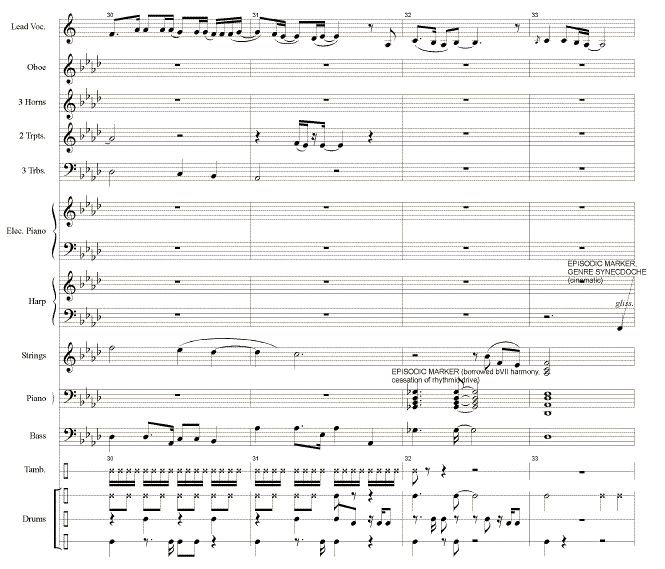 30 31 32 33
Lead Voc.
Oboe
3 Horns
2 Trpts.
3 Trbs.
Elec. Piano
EPISODIC MARKER,
GENRE SYNECDOCHE
(cinematic)
Harp
gliss.
Strings
EPISODIC MARKER (borrowed bVII harmony,
cessation of rhythmic drive)
Piano
Bass
30 31 32 33
Tamb.
Drums